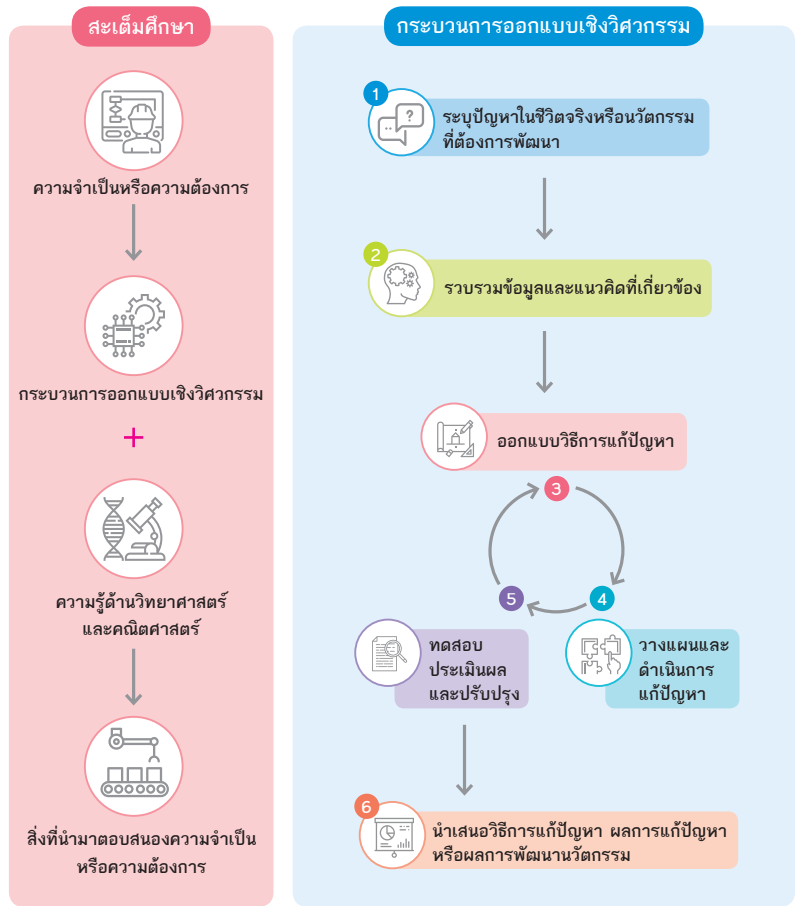 สะเต็มศึกษา
ความจำเป็นหรือความต้องการ
กระบวนการออกแบบเชิงวิศวกรรม
+
ความรู้ด้านวิทยาศาสตร์
และคณิตศาสตร์
สิ่งที่นำมาตอบสนองความจำเป็น
หรือความต้องการ
กระบวนการออกแบบเชิงวิศวกรรม
1
?
ระบุปัญหาในชีวิตจริงหรือนวัตกรรม
ที่ต้องการพัฒนา
2
รวบรวมข้อมูลและแนวคิดที่เกี่ยวข้อง
ออกแบบวิธีการแก้ปัญหา
3
4
วางแผนและ
ดำเนินการ
แก้ปัญหา
5
ทดสอบ
ประเมินผล
และปรับปรุง
6
นำเสนอวิธีการแก้ปัญหา ผลการแก้ปัญหา
หรือผลการพัฒนานวัตกรรม